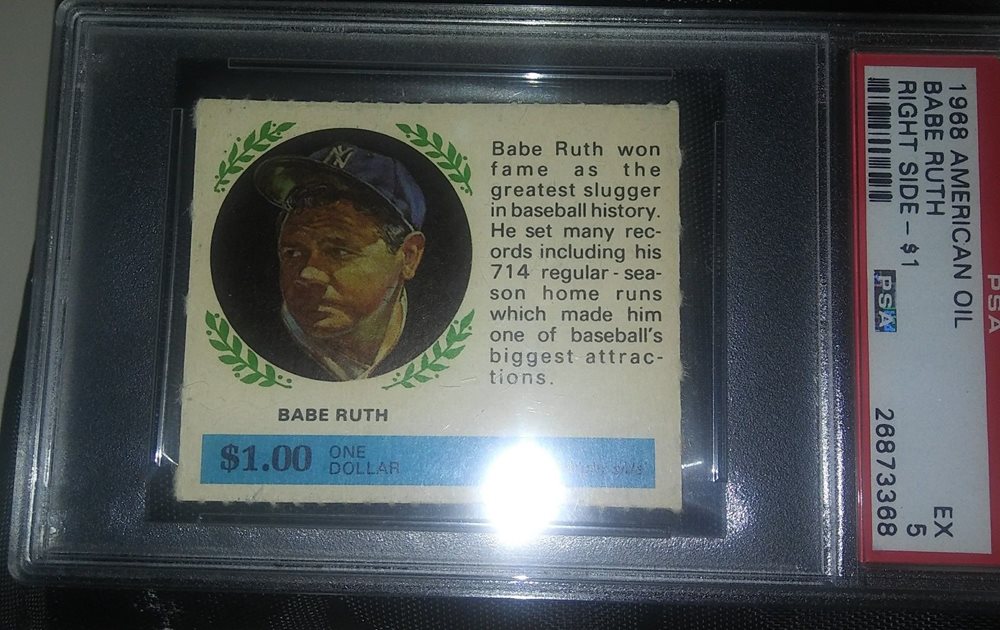 Babe Ruth won
fame as the
greatest slugger
in baseball history.
He set many rec-
ords including his
714 regular-sea-
son home runs
which made him
one of baseball's
biggest attrac-
tions.
NY
BABE RUTH
$1.00 ONE
DOLLAR
1968 AMERICAN OIL
BABE RUTH
RIGHT SIDE - $1
EX
5
PSA
26873368
PSA